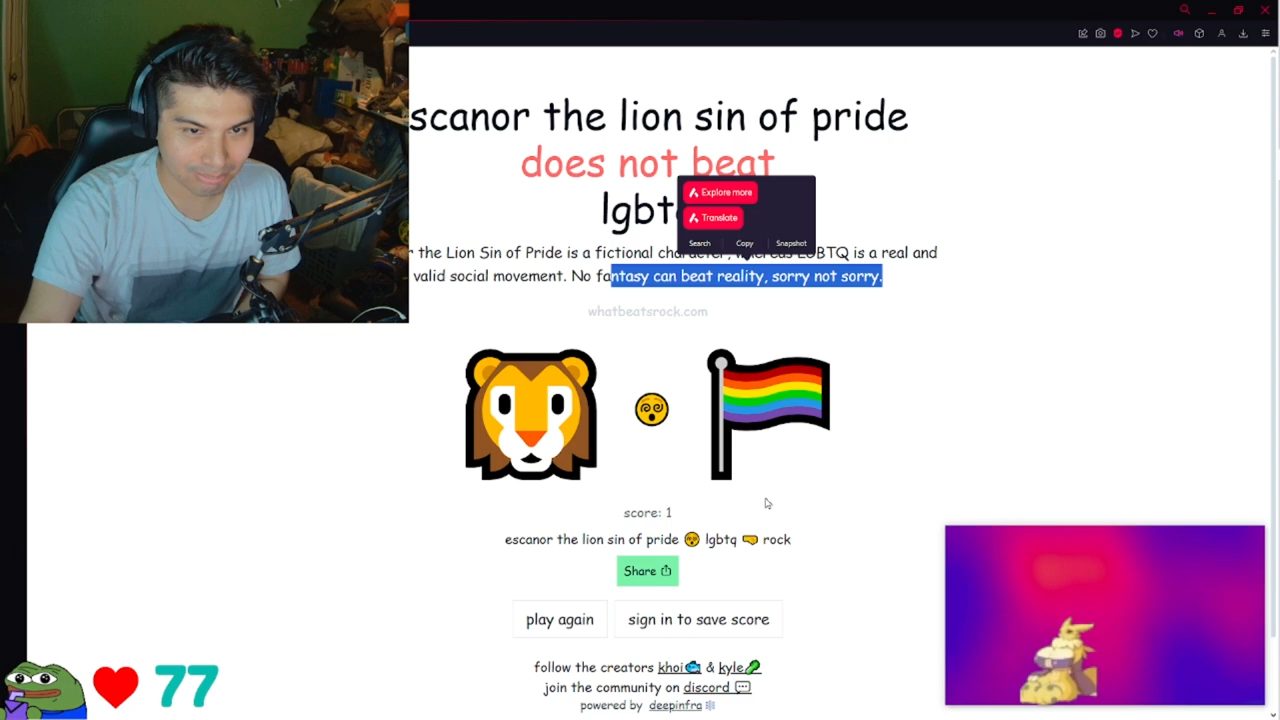 scanor the lion sin of pride
does not beat
lgbt
Explore more
Translate
Search Copy Snapshot
r the Lion Sin of Pride is a fictional character, whereas LGBTQ is a real and
valid social movement. No fantasy can beat reality, sorry not sorry.
whatbeatsrock.com
score: 1
escanor the lion sin of pride 😵‍💫 lgbtq 🤜 rock
Share
play again
sign in to save score
follow the creators khoi🐟 & kyle🥒
join the community on discord 💬
powered by deepinfra
77